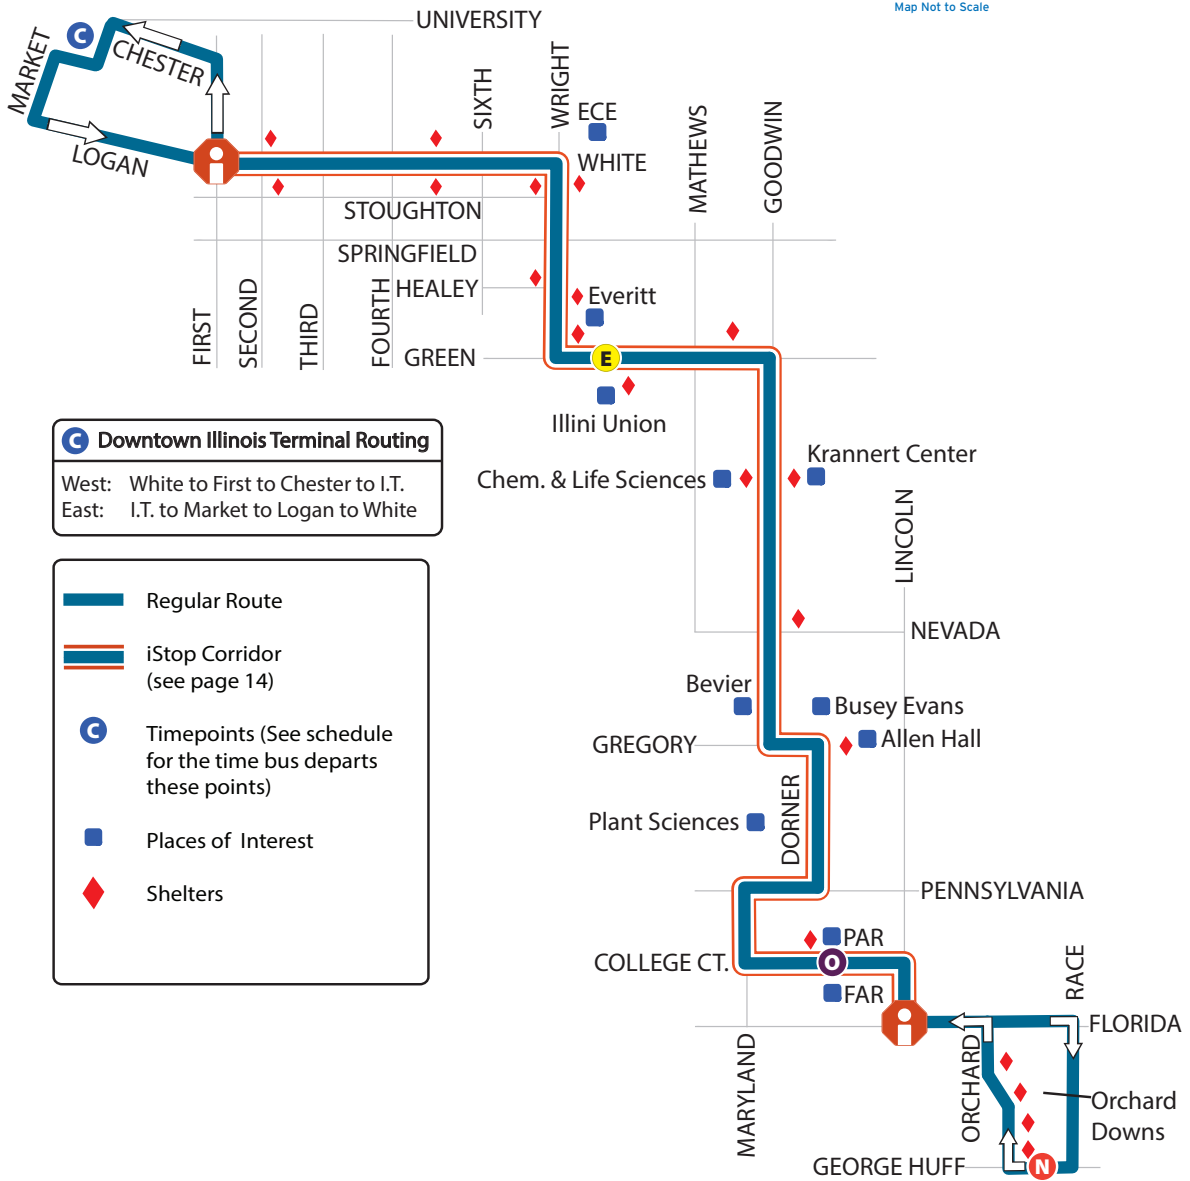 Map Not to Scale
UNIVERSITY
MARKET
C
CHESTER
LOGAN
SIXTH
WRIGHT
ECE
WHITE
MATHEWS
GOODWIN
STOUGHTON
SPRINGFIELD
HEALEY
FIRST
SECOND
THIRD
FOURTH
Everitt
GREEN
E
Illini Union
C Downtown Illinois Terminal Routing
West: White to First to Chester to I.T.
East: I.T. to Market to Logan to White
Chem. & Life Sciences
Krannert Center
LINCOLN
NEVADA
Regular Route
iStop Corridor
(see page 14)
C
Timepoints (See schedule
for the time bus departs
these points)
Places of Interest
Shelters
Bevier
Busey Evans
GREGORY
Allen Hall
DORNER
Plant Sciences
PENNSYLVANIA
PAR
COLLEGE CT.
O
FAR
RACE
FLORIDA
MARYLAND
ORCHARD
Orchard
Downs
GEORGE HUFF
N